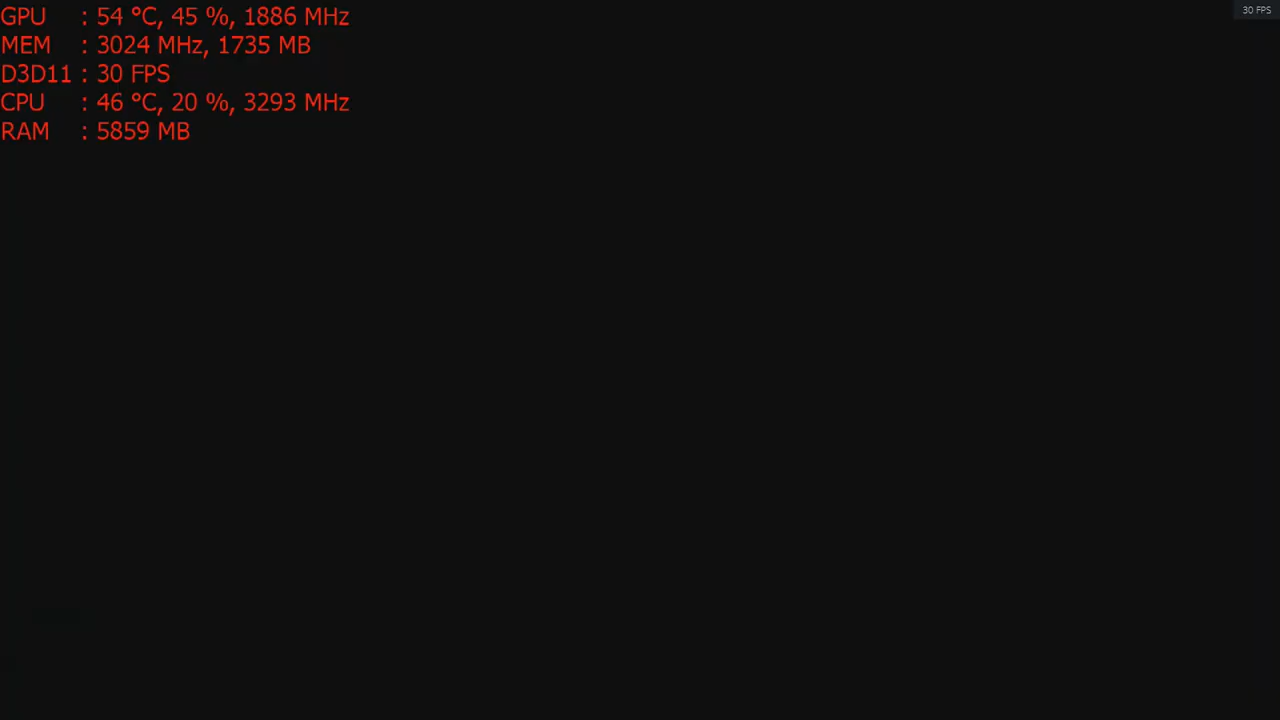 GPU : 54 °C, 45 %, 1886 MHz
30 FPS
MEM : 3024 MHz, 1735 MB
D3D11 : 30 FPS
CPU : 46 °C, 20 %, 3293 MHz
RAM : 5859 MB